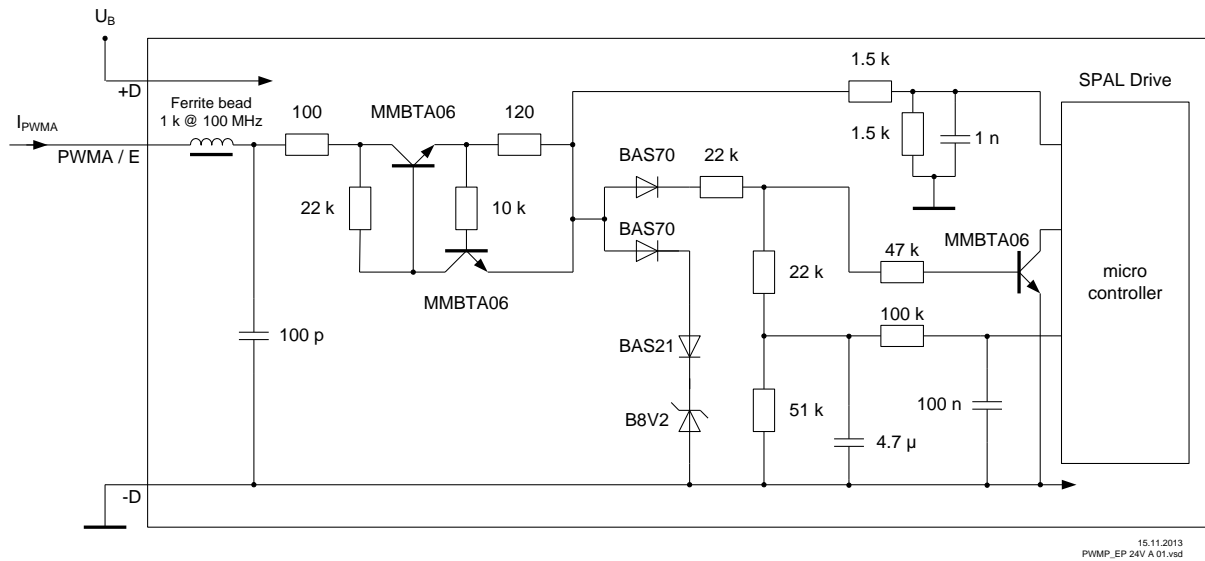 U_B
+D
Ferrite bead
1 k @ 100 MHz
I_PWMA
PWMA / E
100
MMBTA06
120
22 k
10 k
MMBTA06
100 p
BAS70
22 k
BAS70
BAS21
B8V2
22 k
51 k
4.7 µ
47 k
100 k
100 n
MMBTA06
1.5 k
1.5 k
1 n
SPAL Drive
micro
controller
-D
15.11.2013
PWMP_EP 24V A 01.vsd